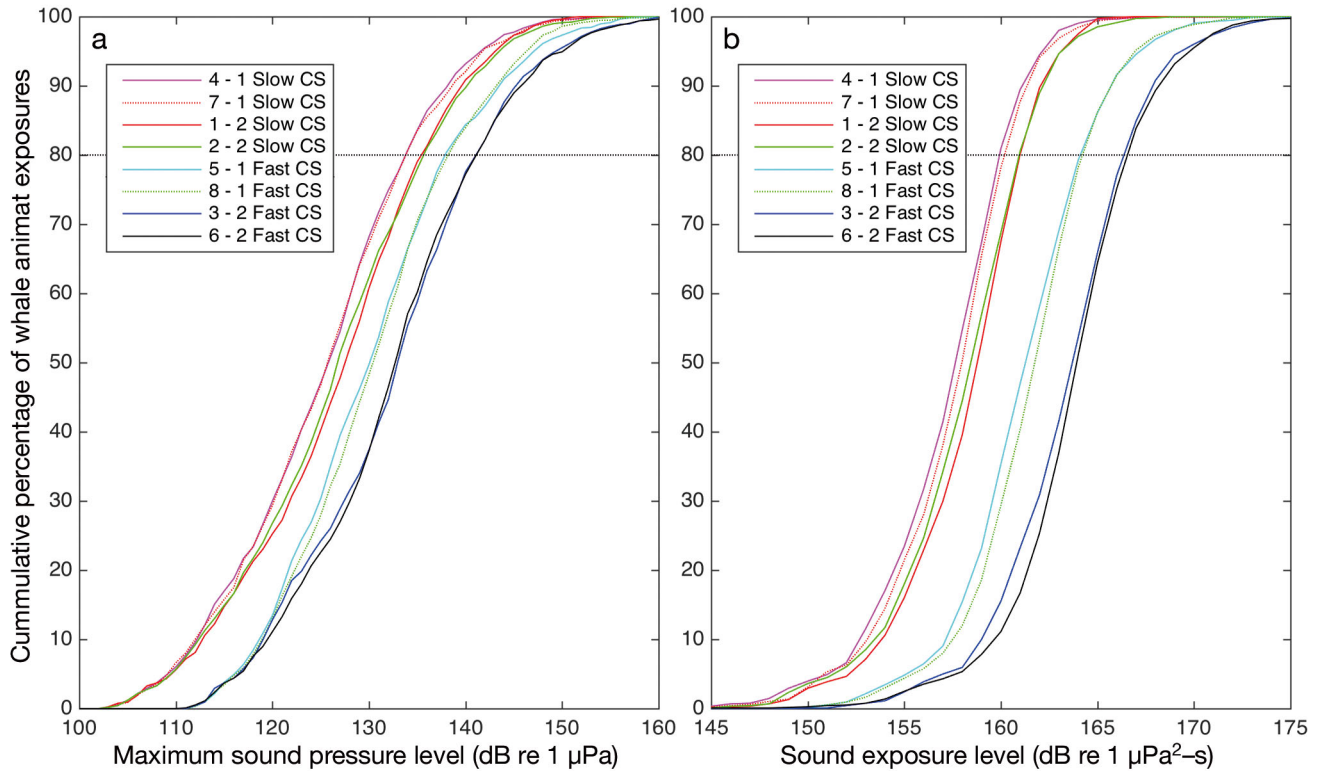 Cummulative percentage of whale animat exposures
a
100
90
80
70
60
50
40
30
20
10
0
4 - 1 Slow CS
7 - 1 Slow CS
1 - 2 Slow CS
2 - 2 Slow CS
5 - 1 Fast CS
8 - 1 Fast CS
3 - 2 Fast CS
6 - 2 Fast CS
100 110 120 130 140 150 160
Maximum sound pressure level (dB re 1 µPa)
b
100
90
80
70
60
50
40
30
20
10
0
4 - 1 Slow CS
7 - 1 Slow CS
1 - 2 Slow CS
2 - 2 Slow CS
5 - 1 Fast CS
8 - 1 Fast CS
3 - 2 Fast CS
6 - 2 Fast CS
145 150 155 160 165 170 175
Sound exposure level (dB re 1 µPa²–s)